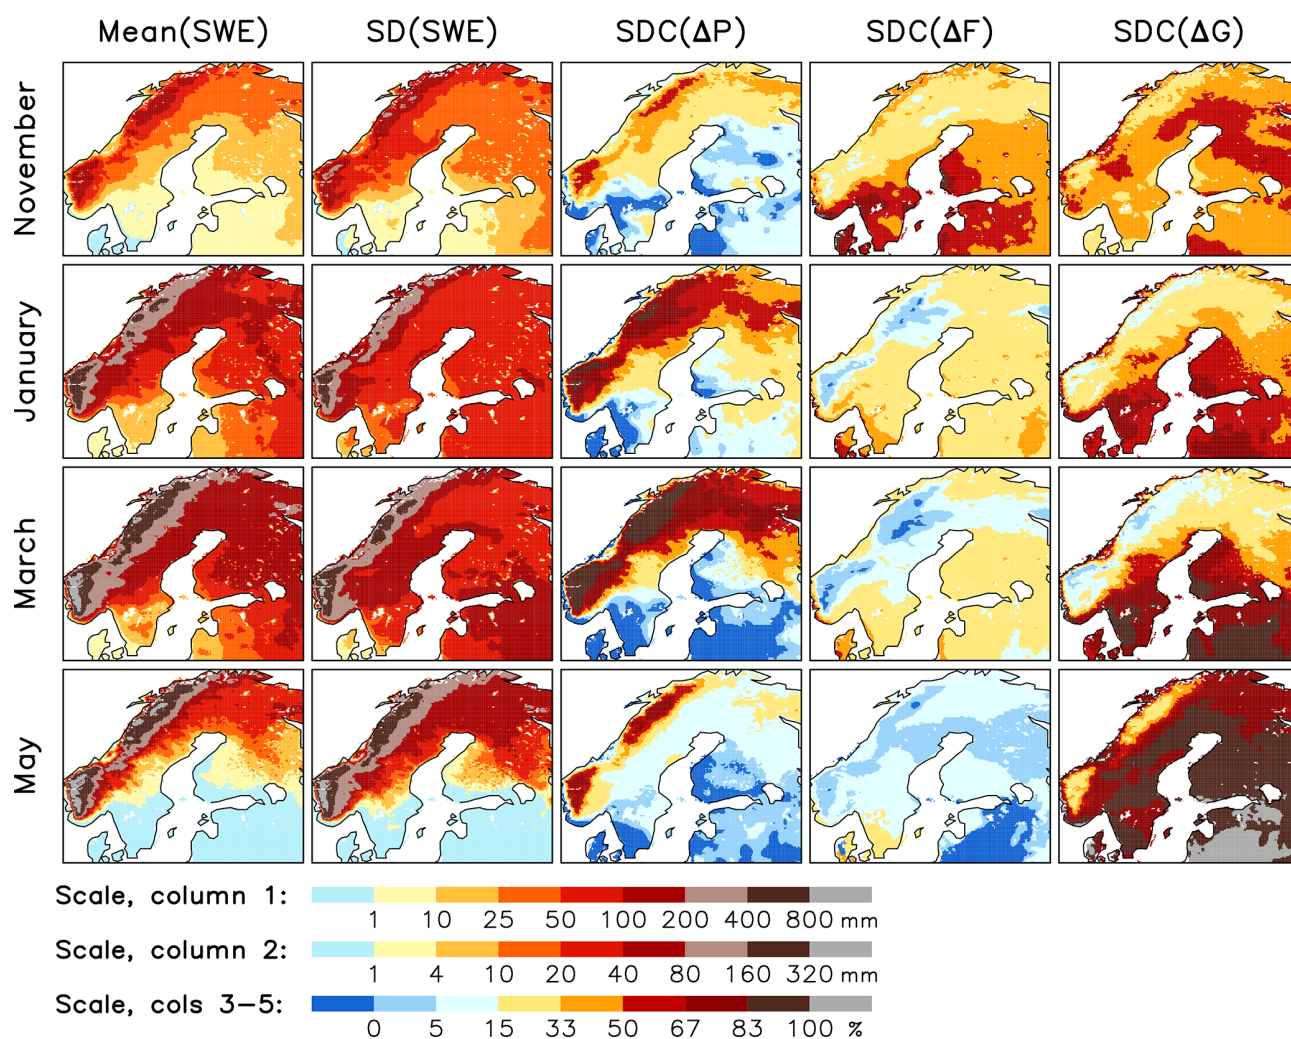 Mean(SWE) SD(SWE) SDC(ΔP) SDC(ΔF) SDC(ΔG)
November
January
March
May
Scale, column 1:
1 10 25 50 100 200 400 800 mm
Scale, column 2:
1 4 10 20 40 80 160 320 mm
Scale, cols 3-5:
0 5 15 33 50 67 83 100 %